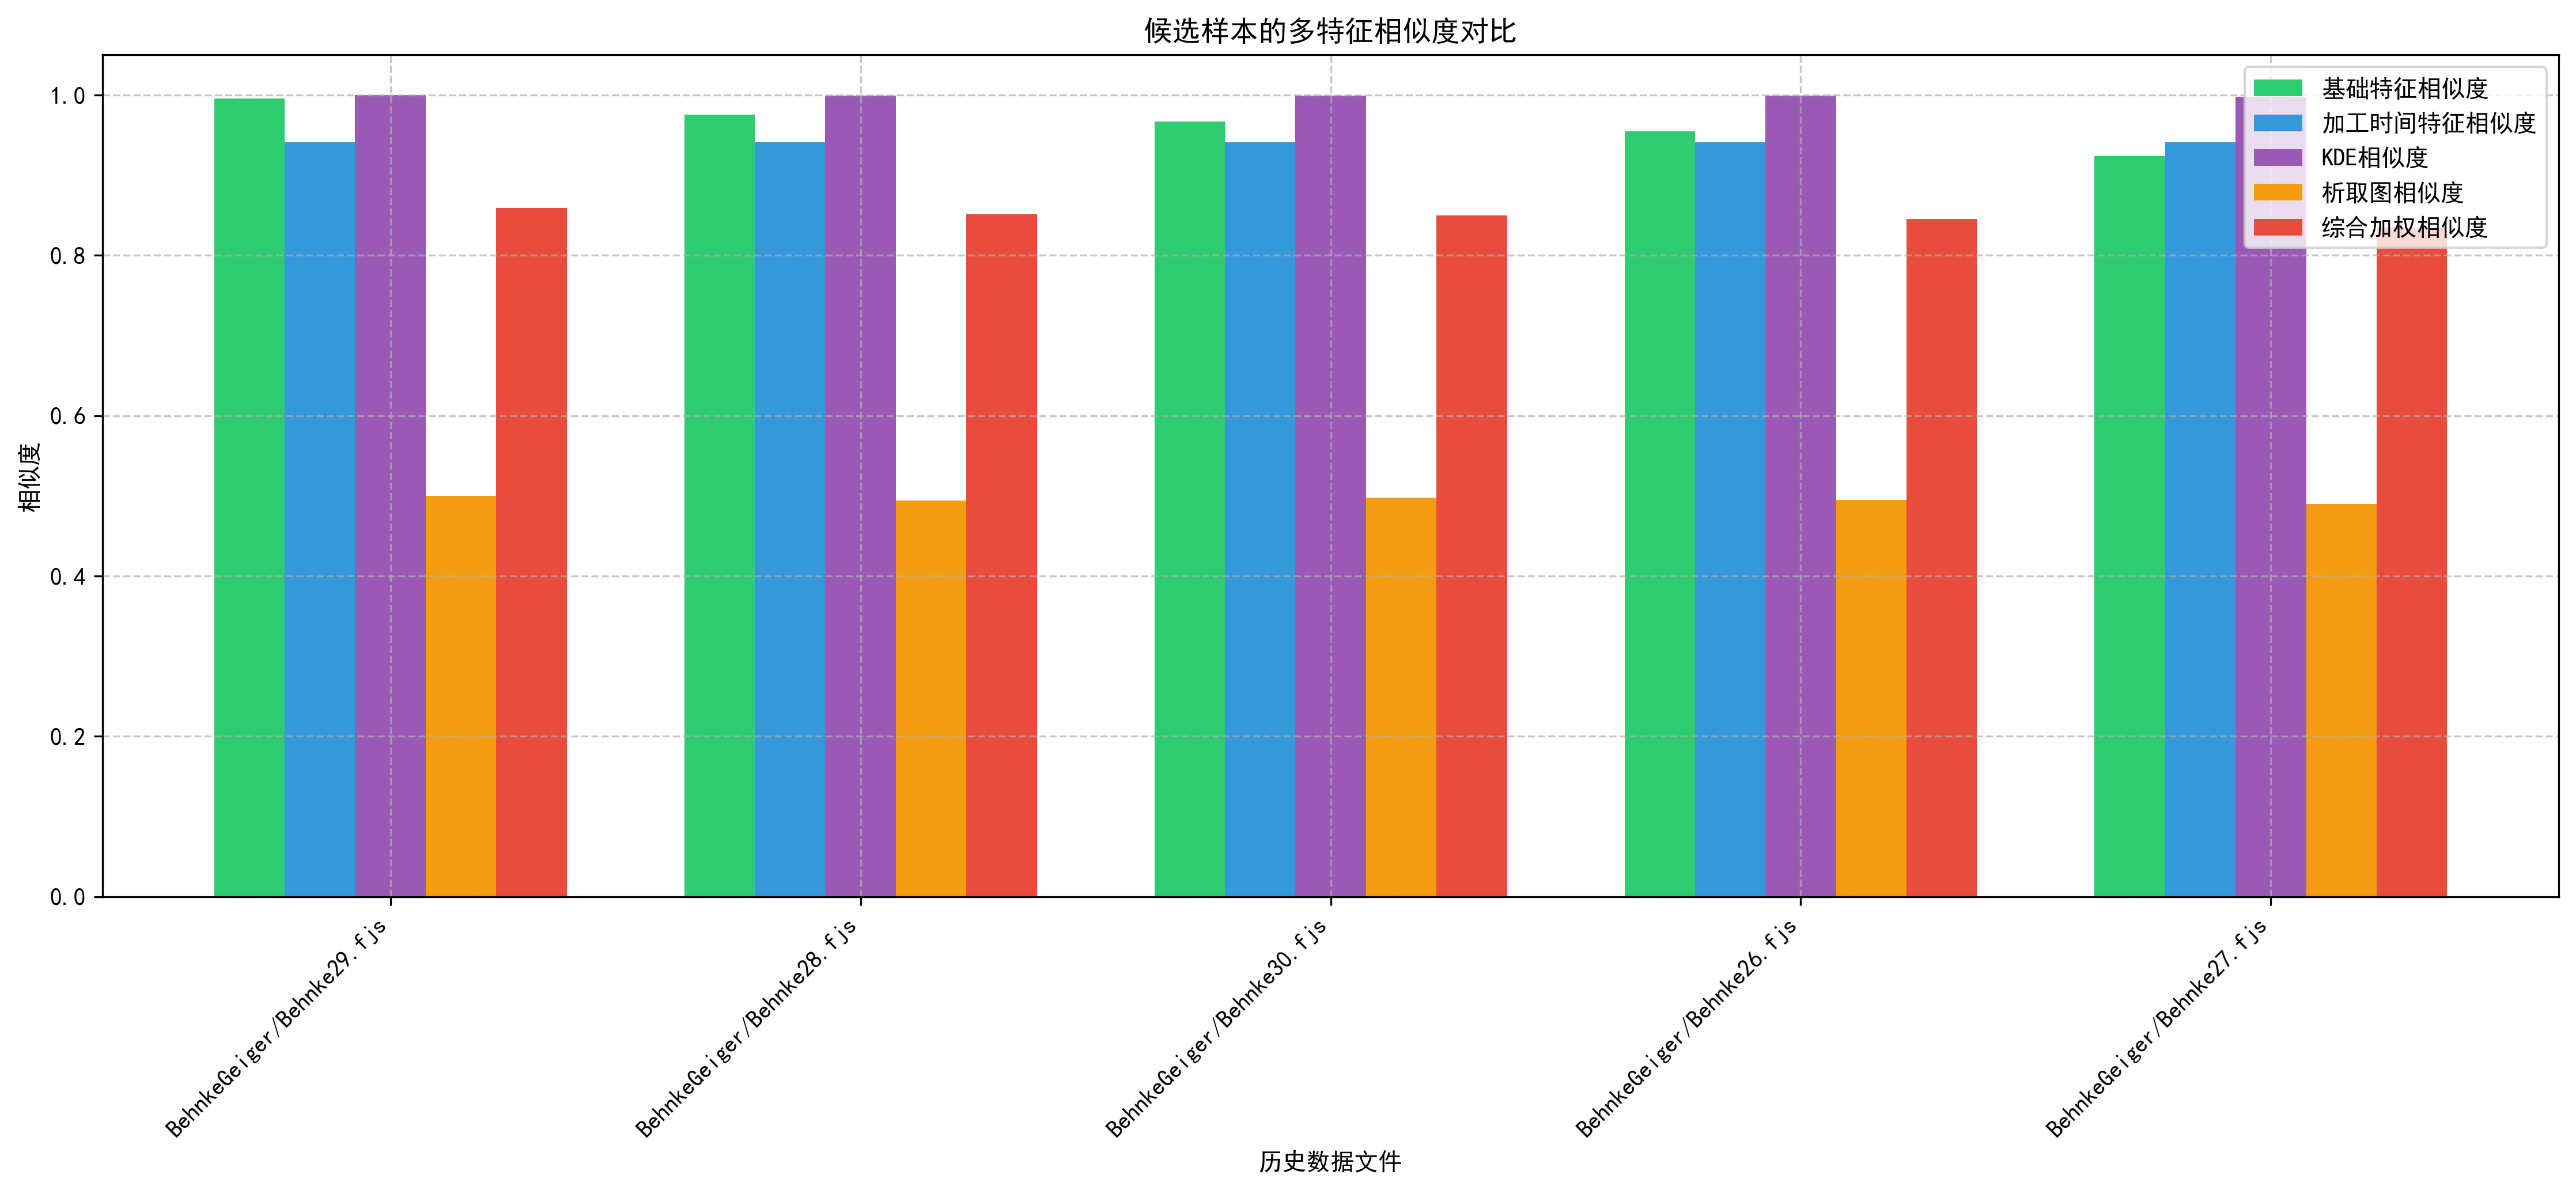 候选样本的多特征相似度对比
基础特征相似度
加工时间特征相似度
KDE相似度
析取图相似度
综合加权相似度
相似度
1.0
0.8
0.6
0.4
0.2
0.0
BehnkeGeiger/Behnke29.fjs
BehnkeGeiger/Behnke28.fjs
BehnkeGeiger/Behnke30.fjs
BehnkeGeiger/Behnke26.fjs
BehnkeGeiger/Behnke27.fjs
历史数据文件